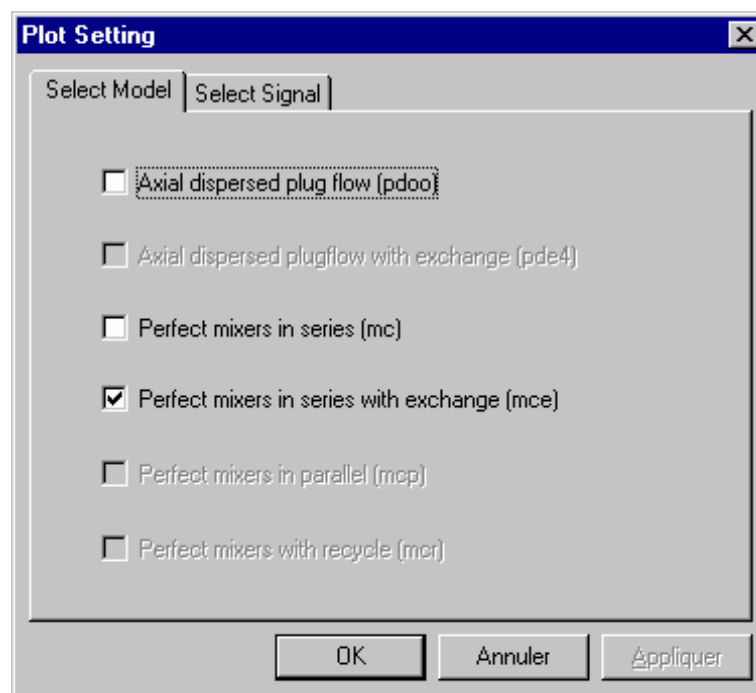 Plot Setting
Select Model
Select Signal
Axial dispersed plug flow (pdoo)
Axial dispersed plugflow with exchange (pde4)
Perfect mixers in series (mc)
Perfect mixers in series with exchange (mce)
Perfect mixers in parallel (mcp)
Perfect mixers with recycle (mcr)
OK
Annuler
Appliquer